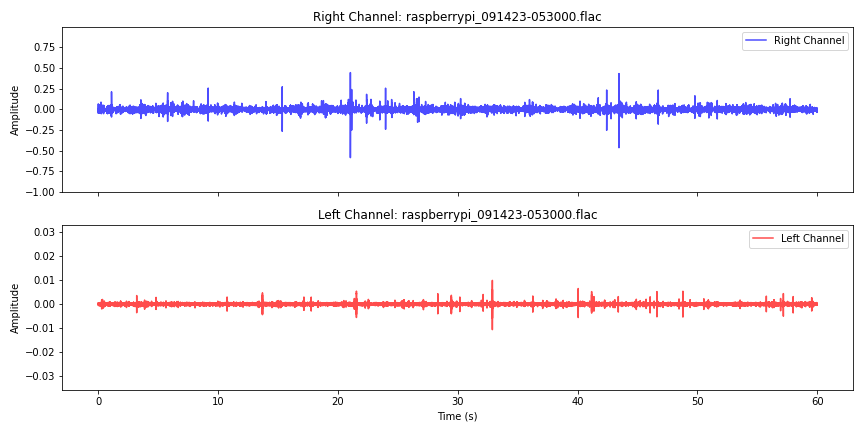 Right Channel: raspberrypi_091423-053000.flac
Right Channel
Amplitude
0.75
0.50
0.25
0.00
−0.25
−0.50
−0.75
−1.00
Left Channel: raspberrypi_091423-053000.flac
Left Channel
Amplitude
0.03
0.02
0.01
0.00
−0.01
−0.02
−0.03
0 10 20 30 40 50 60
Time (s)